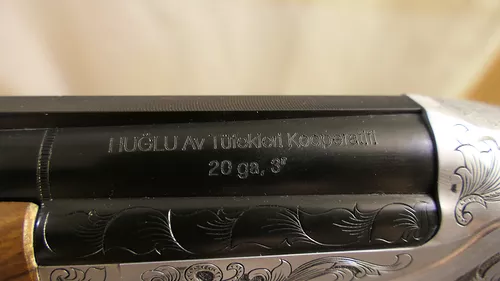 HUĞLU Av Tüfekleri Kooperatifi
20 ga, 3"